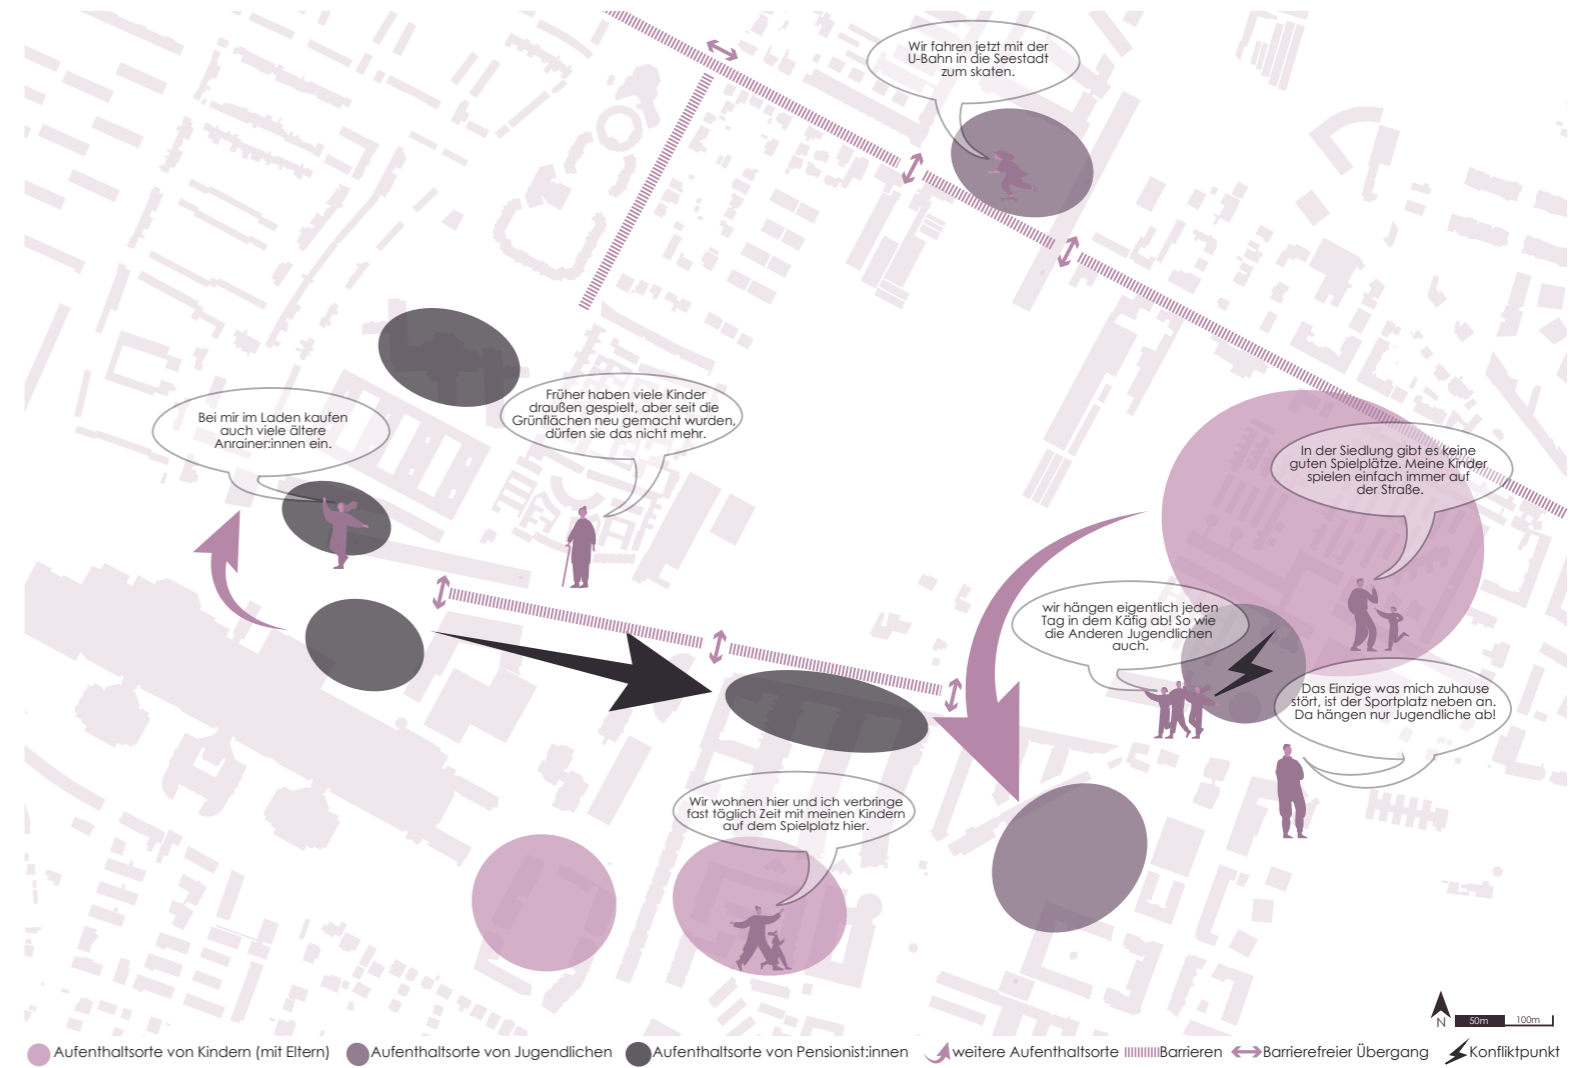 Wir fahren jetzt mit der
U-Bahn in die Seestadt
zum skaten.
Bei mir im Laden kaufen
auch viele ältere
Anrainer:innen ein.
Früher haben viele Kinder
draußen gespielt, aber seit die
Grünflächen neu gemacht wurden,
dürfen sie das nicht mehr.
In der Siedlung gibt es keine
guten Spielplätze. Meine Kinder
spielen einfach immer auf
der Straße.
wir hängen eigentlich jeden
Tag in dem Käfig ab! So wie
die Anderen Jugendlichen
auch.
Das Einzige was mich zuhause
stört, ist der Sportplatz neben an.
Da hängen nur Jugendliche ab!
Wir wohnen hier und ich verbringe
fast täglich Zeit mit meinen Kindern
auf dem Spielplatz hier.
N
50m 100m
Aufenthaltsorte von Kindern (mit Eltern) Aufenthaltsorte von Jugendlichen Aufenthaltsorte von Pensionist:innen weitere Aufenthaltsorte Barrieren Barrierefreier Übergang Konfliktpunkt